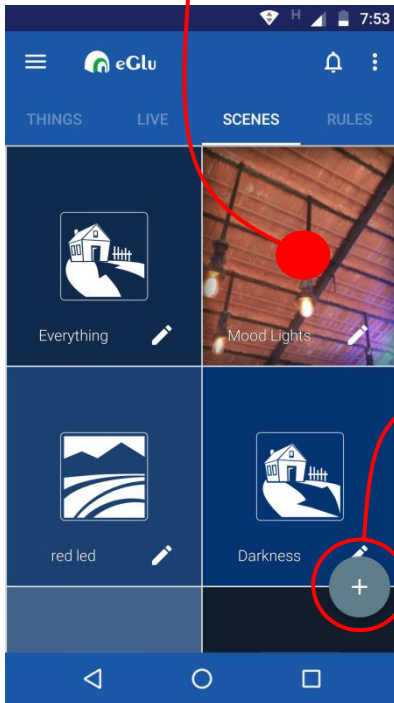 H 7:53
eGlu
THINGS LIVE SCENES RULES
Everything Mood Lights
red led Darkness
+